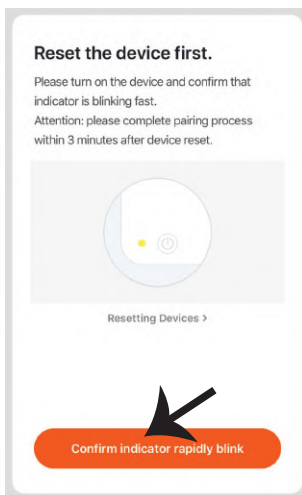 Reset the device first.
Please turn on the device and confirm that
indicator is blinking fast.
Attention: please complete pairing process
within 3 minutes after device reset.
Resetting Devices >
Confirm indicator rapidly blink